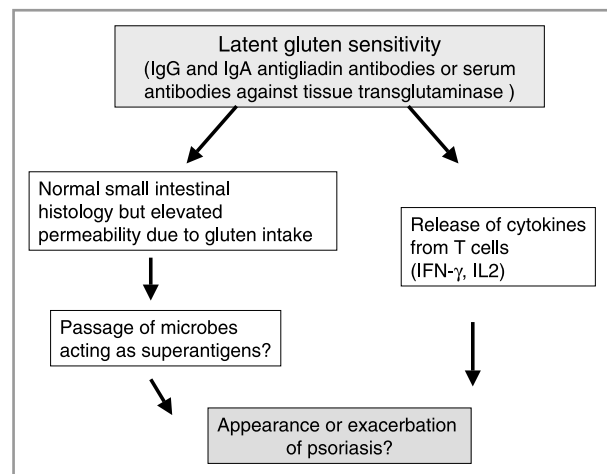 Latent gluten sensitivity
(IgG and IgA antigliadin antibodies or serum
antibodies against tissue transglutaminase )
Normal small intestinal
histology but elevated
permeability due to gluten intake
Release of cytokines
from T cells
(IFN-γ, IL2)
Passage of microbes
acting as superantigens?
Appearance or exacerbation
of psoriasis?